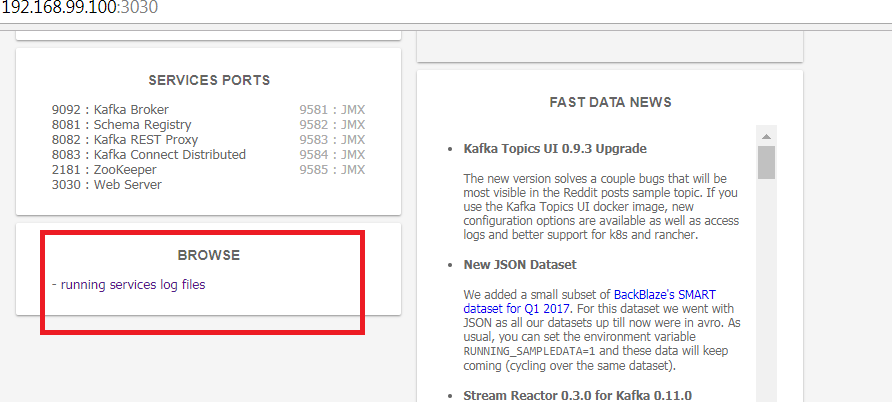 192.168.99.100:3030
SERVICES PORTS
9092 : Kafka Broker 9581 : JMX
8081 : Schema Registry 9582 : JMX
8082 : Kafka REST Proxy 9583 : JMX
8083 : Kafka Connect Distributed 9584 : JMX
2181 : ZooKeeper 9585 : JMX
3030 : Web Server
BROWSE
- running services log files
FAST DATA NEWS
• Kafka Topics UI 0.9.3 Upgrade
The new version solves a couple bugs that will be
most visible in the Reddit posts sample topic. If you
use the Kafka Topics UI docker image, new
configuration options are available as well as access
logs and better support for k8s and rancher.
• New JSON Dataset
We added a small subset of BackBlaze's SMART
dataset for Q1 2017. For this dataset we went with
JSON as all our datasets up till now were in avro. As
usual, you can set the environment variable
RUNNING_SAMPLEDATA=1 and these data will keep
coming (cycling over the same dataset).
• Stream Reactor 0.3.0 for Kafka 0.11.0